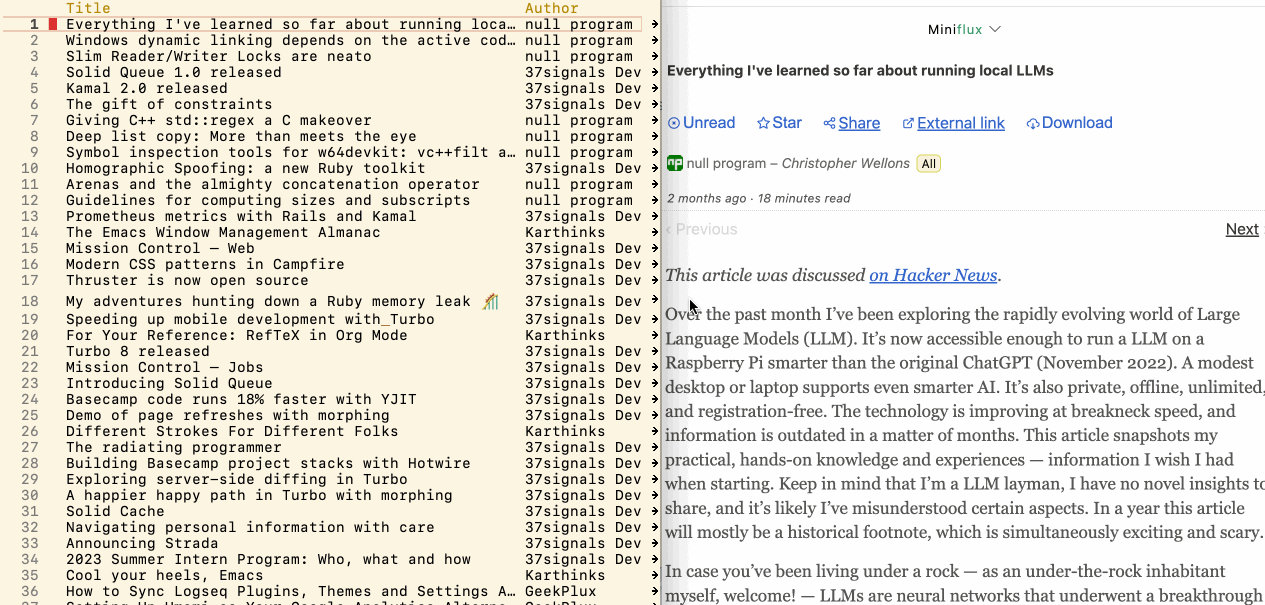 Title Author
1 Everything I've learned so far about running loca… null program
2 Windows dynamic linking depends on the active cod… null program
3 Slim Reader/Writer Locks are neato null program
4 Solid Queue 1.0 released 37signals Dev
5 Kamal 2.0 released 37signals Dev
6 The gift of constraints 37signals Dev
7 Giving C++ std::regex a C makeover null program
8 Deep list copy: More than meets the eye null program
9 Symbol inspection tools for w64devkit: vc++filt a… null program
10 Homographic Spoofing: a new Ruby toolkit 37signals Dev
11 Arenas and the almighty concatenation operator null program
12 Guidelines for computing sizes and subscripts null program
13 Prometheus metrics with Rails and Kamal 37signals Dev
14 The Emacs Window Management Almanac Karthinks
15 Mission Control — Web 37signals Dev
16 Modern CSS patterns in Campfire 37signals Dev
17 Thruster is now open source 37signals Dev
18 My adventures hunting down a Ruby memory leak 37signals Dev
19 Speeding up mobile development with_Turbo 37signals Dev
20 For Your Reference: RefTeX in Org Mode Karthinks
21 Turbo 8 released 37signals Dev
22 Mission Control — Jobs 37signals Dev
23 Introducing Solid Queue 37signals Dev
24 Basecamp code runs 18% faster with YJIT 37signals Dev
25 Demo of page refreshes with morphing 37signals Dev
26 Different Strokes For Different Folks Karthinks
27 The radiating programmer 37signals Dev
28 Building Basecamp project stacks with Hotwire 37signals Dev
29 Exploring server-side diffing in Turbo 37signals Dev
30 A happier happy path in Turbo with morphing 37signals Dev
31 Solid Cache 37signals Dev
32 Navigating personal information with care 37signals Dev
33 Announcing Strada 37signals Dev
34 2023 Summer Intern Program: Who, what and how 37signals Dev
35 Cool your heels, Emacs Karthinks
36 How to Sync Logseq Plugins, Themes and Settings A… GeekPlux
Miniflux
Everything I've learned so far about running local LLMs
Unread Star Share External link Download
null program – Christopher Wellons All
2 months ago · 18 minutes read
‹ Previous Next
This article was discussed on Hacker News.
Over the past month I’ve been exploring the rapidly evolving world of Large
Language Models (LLM). It’s now accessible enough to run a LLM on a
Raspberry Pi smarter than the original ChatGPT (November 2022). A modest
desktop or laptop supports even smarter AI. It’s also private, offline, unlimited,
and registration-free. The technology is improving at breakneck speed, and
information is outdated in a matter of months. This article snapshots my
practical, hands-on knowledge and experiences — information I wish I had
when starting. Keep in mind that I’m a LLM layman, I have no novel insights to
share, and it’s likely I’ve misunderstood certain aspects. In a year this article
will mostly be a historical footnote, which is simultaneously exciting and scary.
In case you’ve been living under a rock — as an under-the-rock inhabitant
myself, welcome! — LLMs are neural networks that underwent a breakthrough